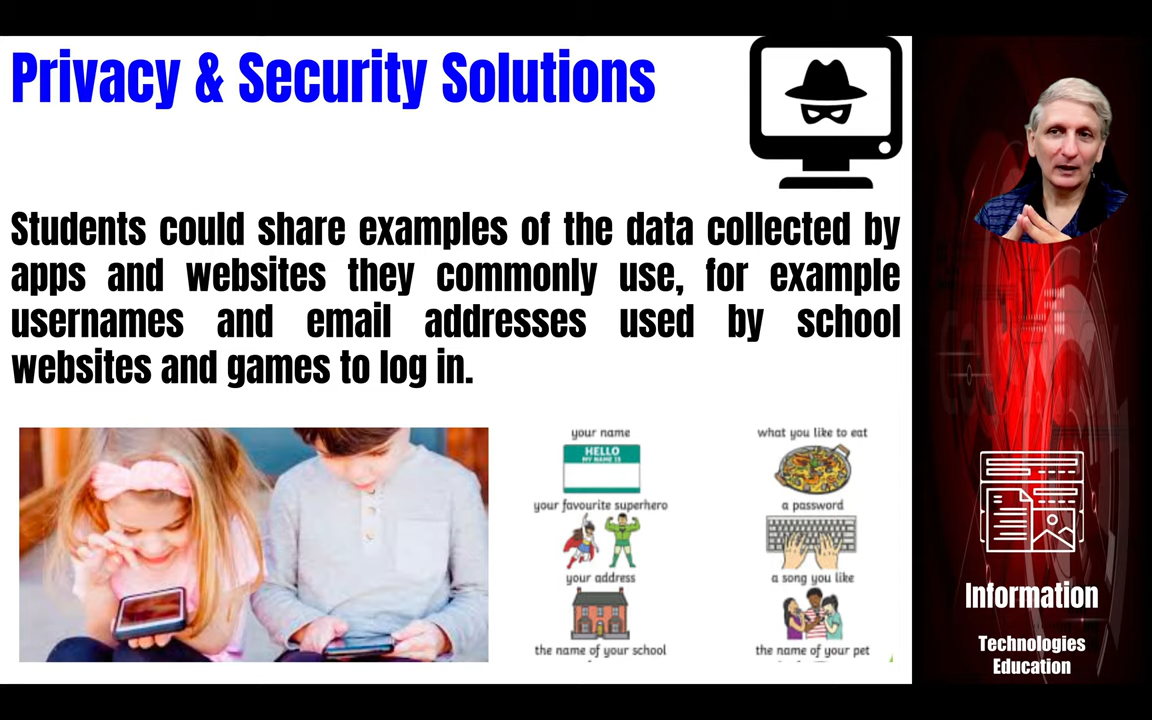 Privacy & Security Solutions
Students could share examples of the data collected by
apps and websites they commonly use, for example
usernames and email addresses used by school
websites and games to log in.
your name
what you like to eat
HELLO
MY NAME IS
your favourite superhero
a password
your address
a song you like
the name of your school
the name of your pet
Information
Technologies
Education